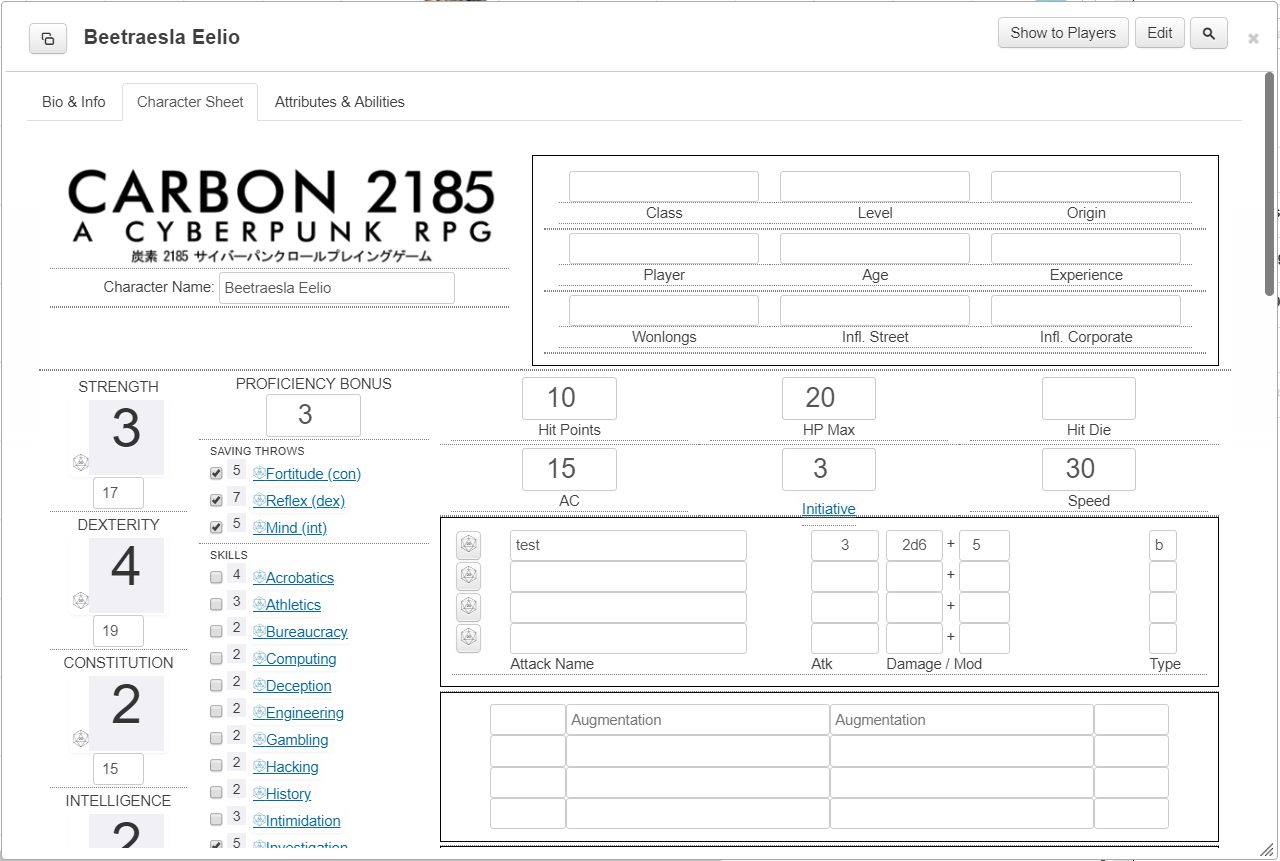 Beetraesla Eelio
Show to Players Edit
Bio & Info Character Sheet Attributes & Abilities
CARBON 2185
A CYBERPUNK RPG
炭素 2185 サイバーパンクロールプレイングゲーム
Character Name: Beetraesla Eelio
Class Level Origin
Player Age Experience
Wonlongs Infl. Street Infl. Corporate
STRENGTH
3
17
DEXTERITY
4
19
CONSTITUTION
2
15
INTELLIGENCE
2
PROFICIENCY BONUS
3
SAVING THROWS
5 Fortitude (con)
7 Reflex (dex)
5 Mind (int)
SKILLS
4 Acrobatics
3 Athletics
2 Bureaucracy
2 Computing
2 Deception
2 Engineering
2 Gambling
2 Hacking
2 History
3 Intimidation
5 Investigation
10 20
Hit Points HP Max Hit Die
15 3 30
AC Initiative Speed
test 3 2d6 + 5 b
+
+
+
Attack Name Atk Damage / Mod Type
Augmentation Augmentation